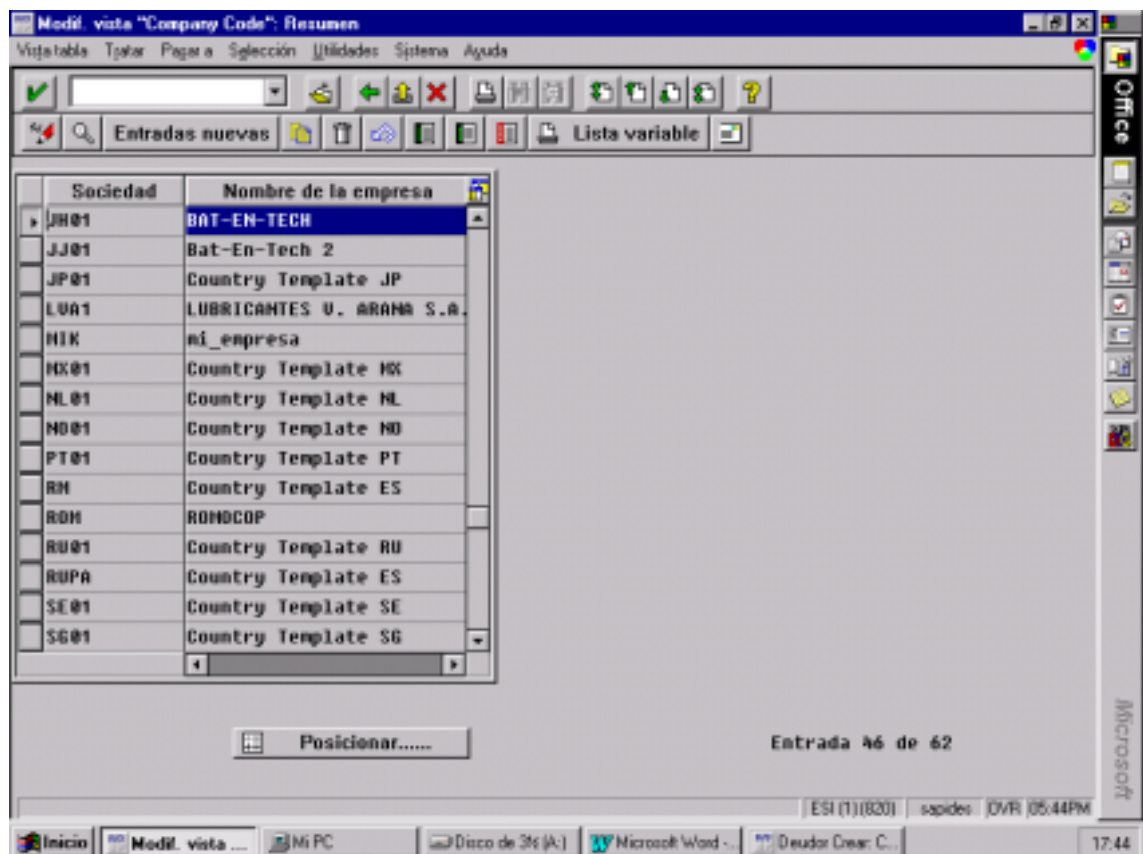 Modif. vista "Company Code": Resumen
Vista tabla Tratar Pasar a Selección Utilidades Sistema Ayuda
Entradas nuevas Lista variable
Sociedad Nombre de la empresa
JH01 BAT-EN-TECH
JJ01 Bat-En-Tech 2
JP01 Country Template JP
LVA1 LUBRICANTES V. ARANA S.A.
MIK mi_empresa
MX01 Country Template MX
NL01 Country Template NL
NO01 Country Template NO
PT01 Country Template PT
RM Country Template ES
ROM ROMOCOP
RU01 Country Template RU
RUPA Country Template ES
SE01 Country Template SE
SG01 Country Template SG
Posicionar......
Entrada 46 de 62
ESI (1) (820) sapides OVR 05:44PM
Inicio Modif. vista .... Mi PC Disco de 3½ (A:) Microsoft Word -... Deudor Crear: C... 17:44
Office
Microsoft